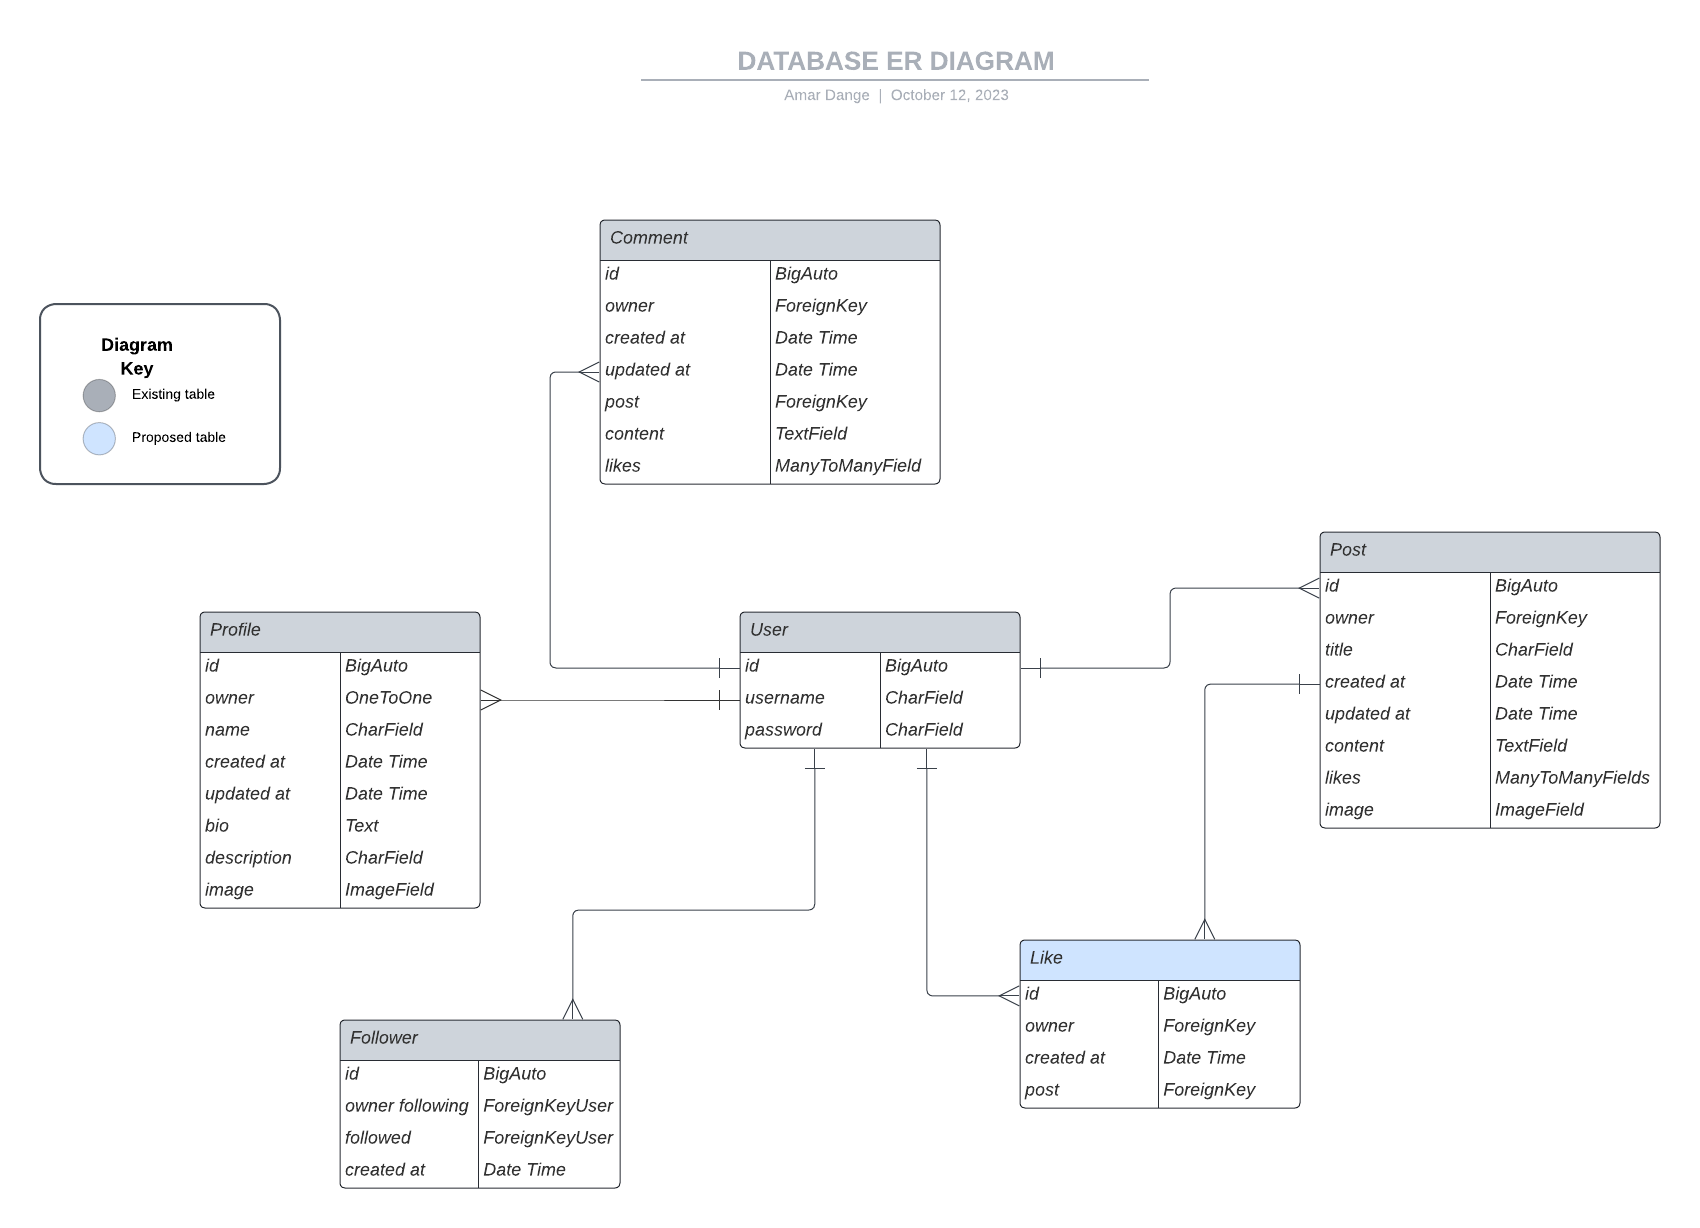 DATABASE ER DIAGRAM
Amar Dange | October 12, 2023
Diagram
Key
Existing table
Proposed table
Comment
id BigAuto
owner ForeignKey
created at Date Time
updated at Date Time
post ForeignKey
content TextField
likes ManyToManyField
Profile
id BigAuto
owner OneToOne
name CharField
created at Date Time
updated at Date Time
bio Text
description CharField
image ImageField
User
id BigAuto
username CharField
password CharField
Post
id BigAuto
owner ForeignKey
title CharField
created at Date Time
updated at Date Time
content TextField
likes ManyToManyFields
image ImageField
Follower
id BigAuto
owner following ForeignKeyUser
followed ForeignKeyUser
created at Date Time
Like
id BigAuto
owner ForeignKey
created at Date Time
post ForeignKey